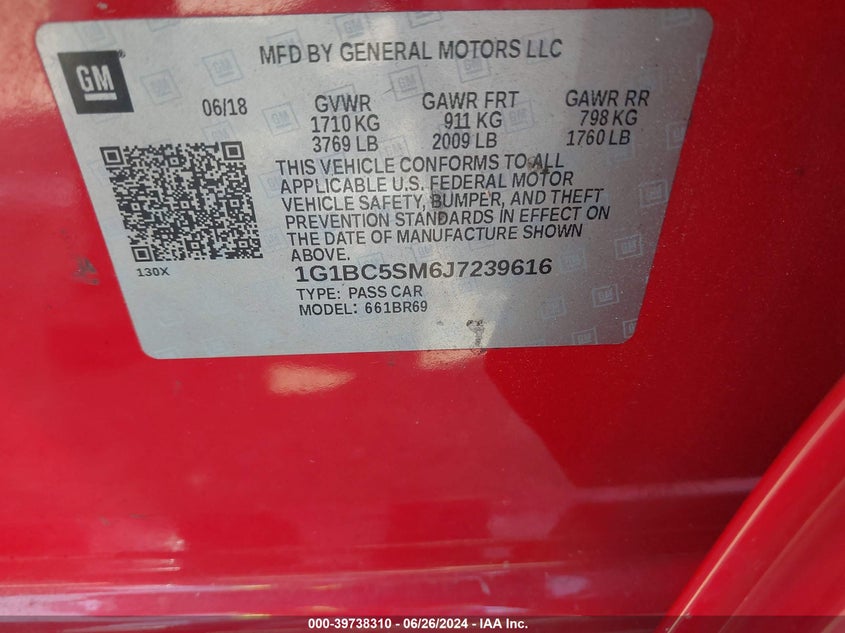 GM
MFD BY GENERAL MOTORS LLC
06/18 GVWR GAWR FRT GAWR RR
1710 KG 911 KG 798 KG
3769 LB 2009 LB 1760 LB
THIS VEHICLE CONFORMS TO ALL
APPLICABLE U.S. FEDERAL MOTOR
VEHICLE SAFETY, BUMPER, AND THEFT
PREVENTION STANDARDS IN EFFECT ON
THE DATE OF MANUFACTURE SHOWN
ABOVE.
130X
1G1BC5SM6J7239616
TYPE: PASS CAR
MODEL: 661BR69
000-39738310 - 06/26/2024 - IAA Inc.